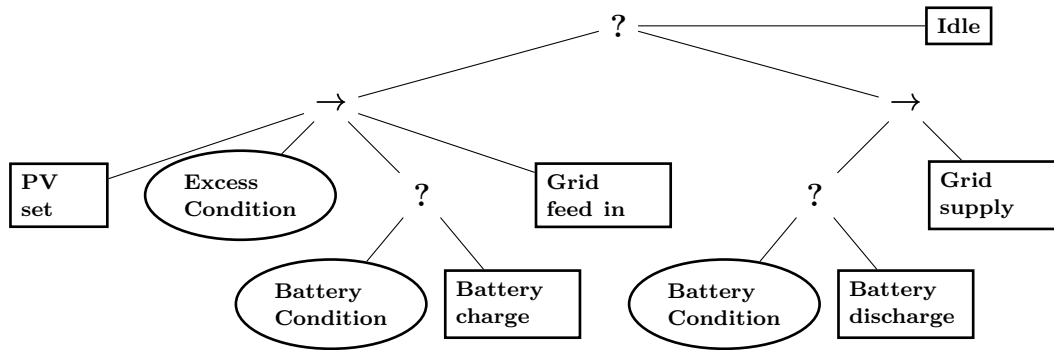 ?
Idle
→
→
PV
set
Excess
Condition
?
Grid
feed in
?
Grid
supply
Battery
Condition
Battery
charge
Battery
Condition
Battery
discharge